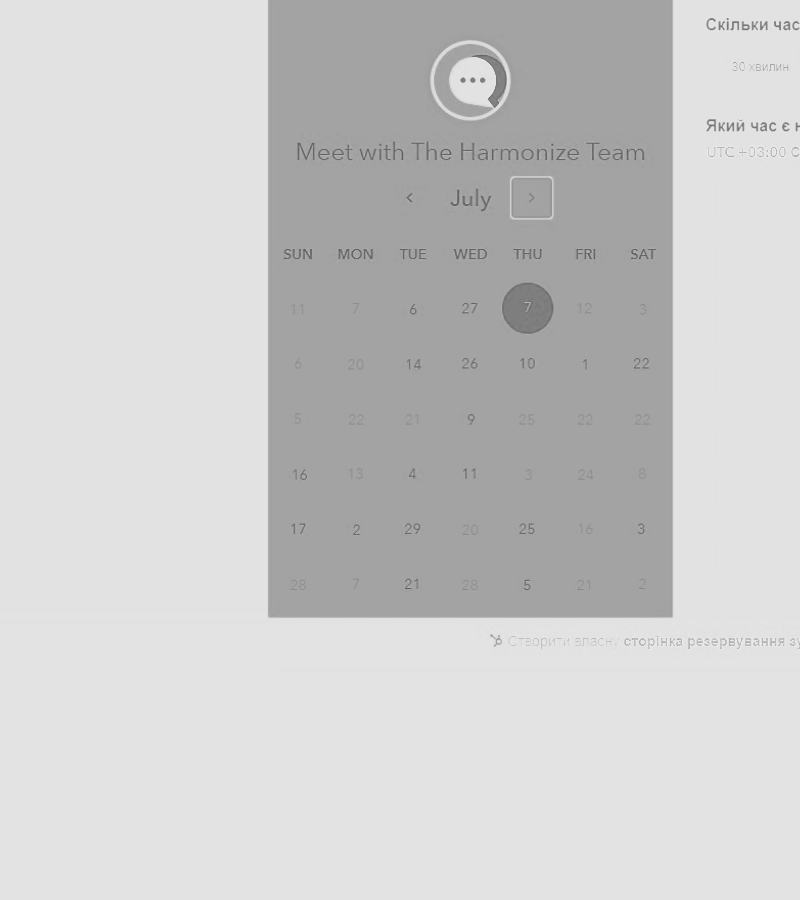 Meet with The Harmonize Team
July
SUN MON TUE WED THU FRI SAT
11 7 6 27 7 12 3
6 20 14 26 10 1 22
5 22 21 9 25 22 22
16 13 4 11 3 24 8
17 2 29 20 25 16 3
28 7 21 28 5 21 2
Скільки час
30 хвилин
Який час є н
UTC +03:00 С
Створити власну сторінка резервування зу